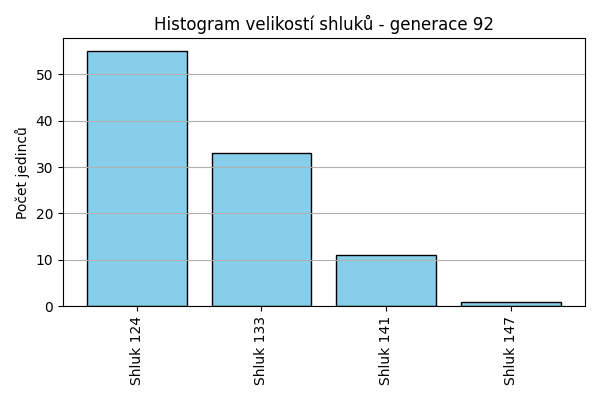 Histogram velikostí shluků - generace 92
Počet jedinců
50
40
30
20
10
0
Shluk 124
Shluk 133
Shluk 141
Shluk 147